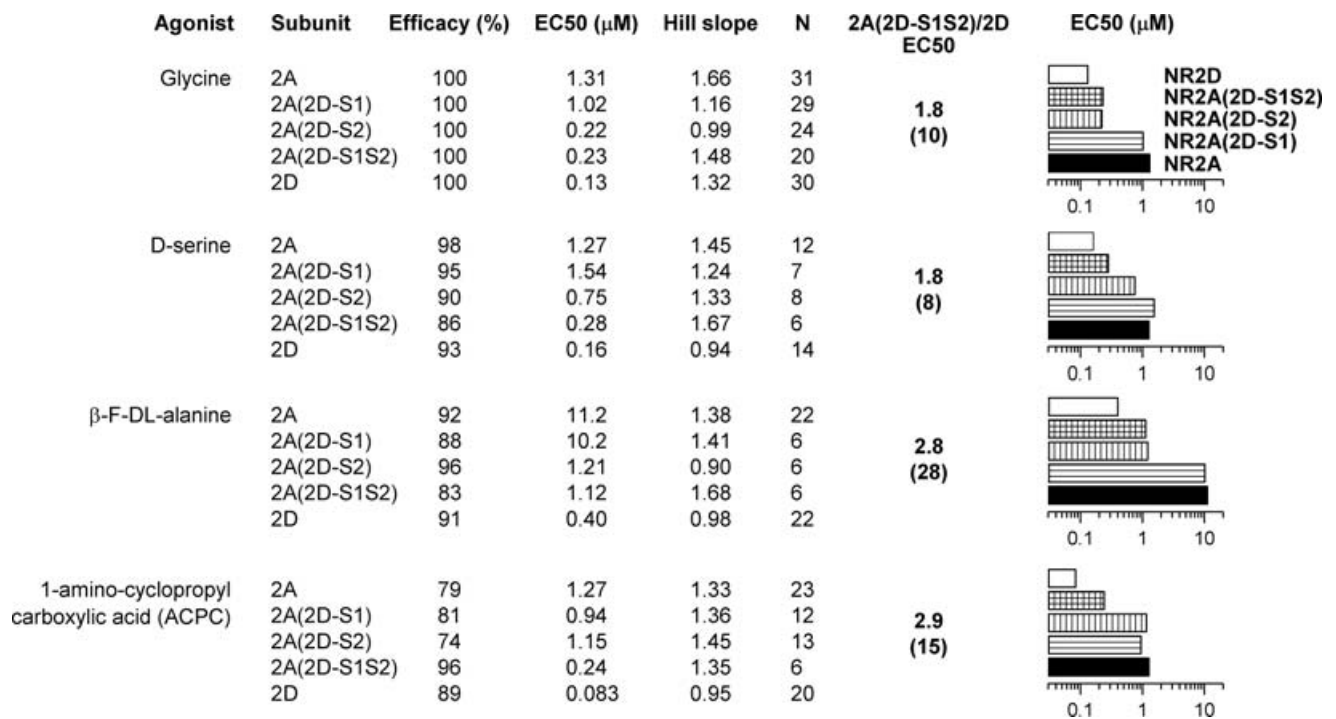 Agonist Subunit Efficacy (%) EC50 (μM) Hill slope N 2A(2D-S1S2)/2D EC50 (μM)
EC50
Glycine 2A 100 1.31 1.66 31 NR2D
2A(2D-S1) 100 1.02 1.16 29 1.8 NR2A(2D-S1S2)
2A(2D-S2) 100 0.22 0.99 24 (10) NR2A(2D-S2)
2A(2D-S1S2) 100 0.23 1.48 20 NR2A(2D-S1)
2D 100 0.13 1.32 30 NR2A
0.1 1 10
D-serine 2A 98 1.27 1.45 12
2A(2D-S1) 95 1.54 1.24 7 1.8
2A(2D-S2) 90 0.75 1.33 8 (8)
2A(2D-S1S2) 86 0.28 1.67 6
2D 93 0.16 0.94 14
0.1 1 10
β-F-DL-alanine 2A 92 11.2 1.38 22
2A(2D-S1) 88 10.2 1.41 6 2.8
2A(2D-S2) 96 1.21 0.90 6 (28)
2A(2D-S1S2) 83 1.12 1.68 6
2D 91 0.40 0.98 22
0.1 1 10
1-amino-cyclopropyl 2A 79 1.27 1.33 23
carboxylic acid (ACPC) 2A(2D-S1) 81 0.94 1.36 12 2.9
2A(2D-S2) 74 1.15 1.45 13 (15)
2A(2D-S1S2) 96 0.24 1.35 6
2D 89 0.083 0.95 20
0.1 1 10